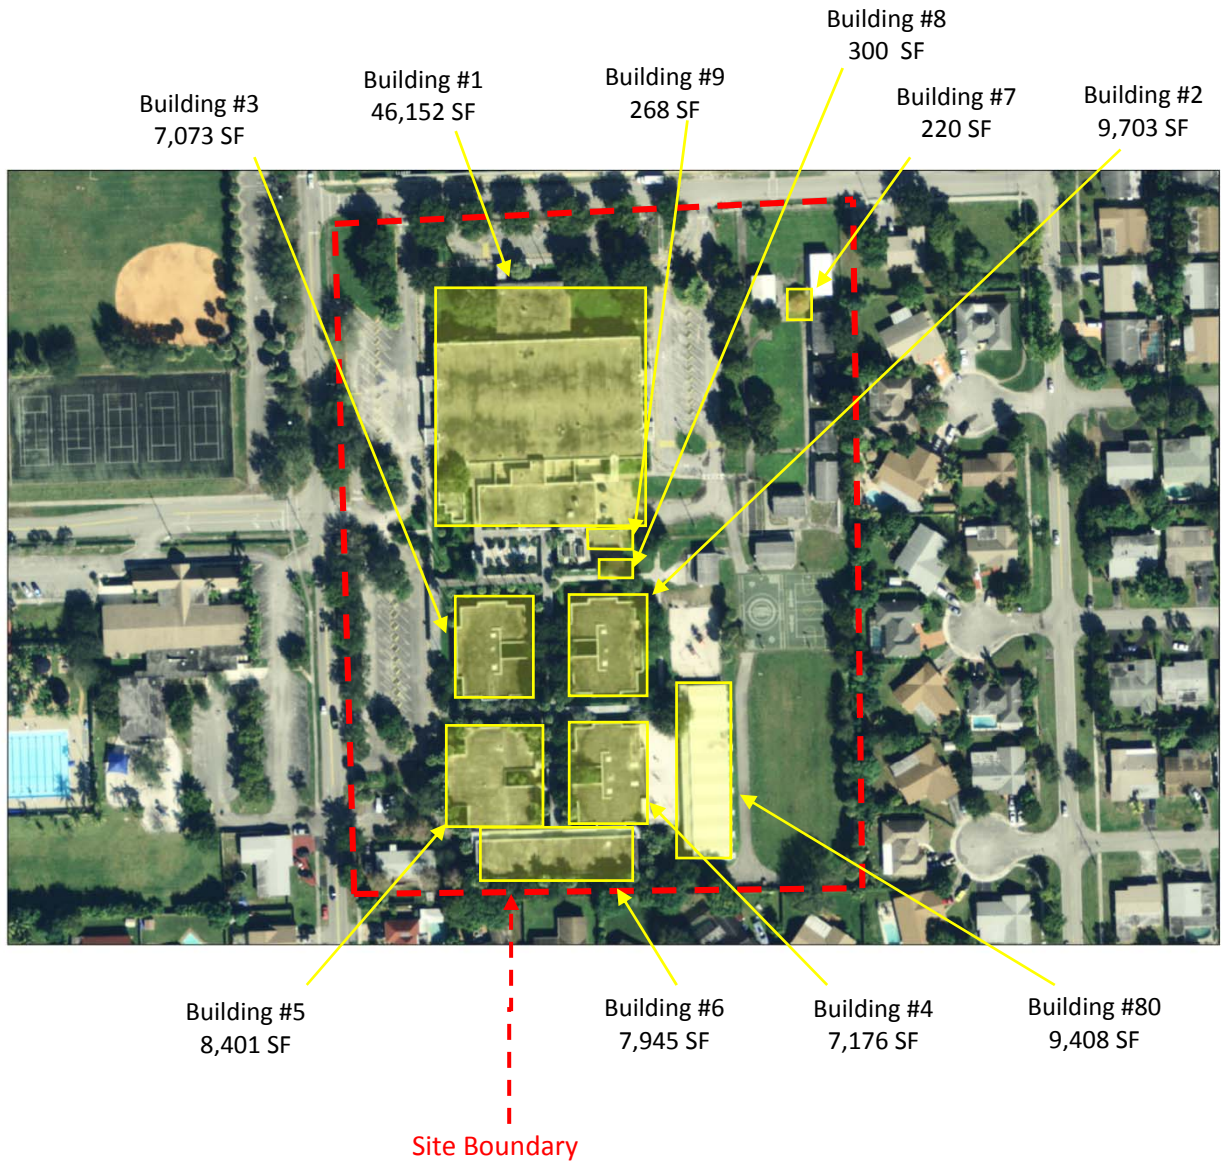 Building #8
300 SF
Building #1
46,152 SF
Building #9
268 SF
Building #3
7,073 SF
Building #7
220 SF
Building #2
9,703 SF
Building #5
8,401 SF
Building #6
7,945 SF
Building #4
7,176 SF
Building #80
9,408 SF
Site Boundary